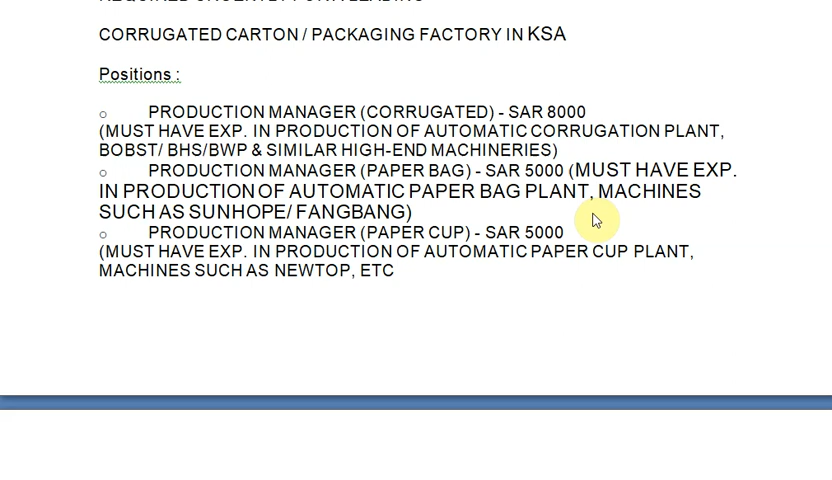 CORRUGATED CARTON / PACKAGING FACTORY IN KSA
Positions :
○ PRODUCTION MANAGER (CORRUGATED) - SAR 8000
(MUST HAVE EXP. IN PRODUCTION OF AUTOMATIC CORRUGATION PLANT,
BOBST/ BHS/BWP & SIMILAR HIGH-END MACHINERIES)
○ PRODUCTION MANAGER (PAPER BAG) - SAR 5000 (MUST HAVE EXP.
IN PRODUCTION OF AUTOMATIC PAPER BAG PLANT, MACHINES
SUCH AS SUNHOPE/ FANGBANG)
○ PRODUCTION MANAGER (PAPER CUP) - SAR 5000
(MUST HAVE EXP. IN PRODUCTION OF AUTOMATIC PAPER CUP PLANT,
MACHINES SUCH AS NEWTOP, ETC